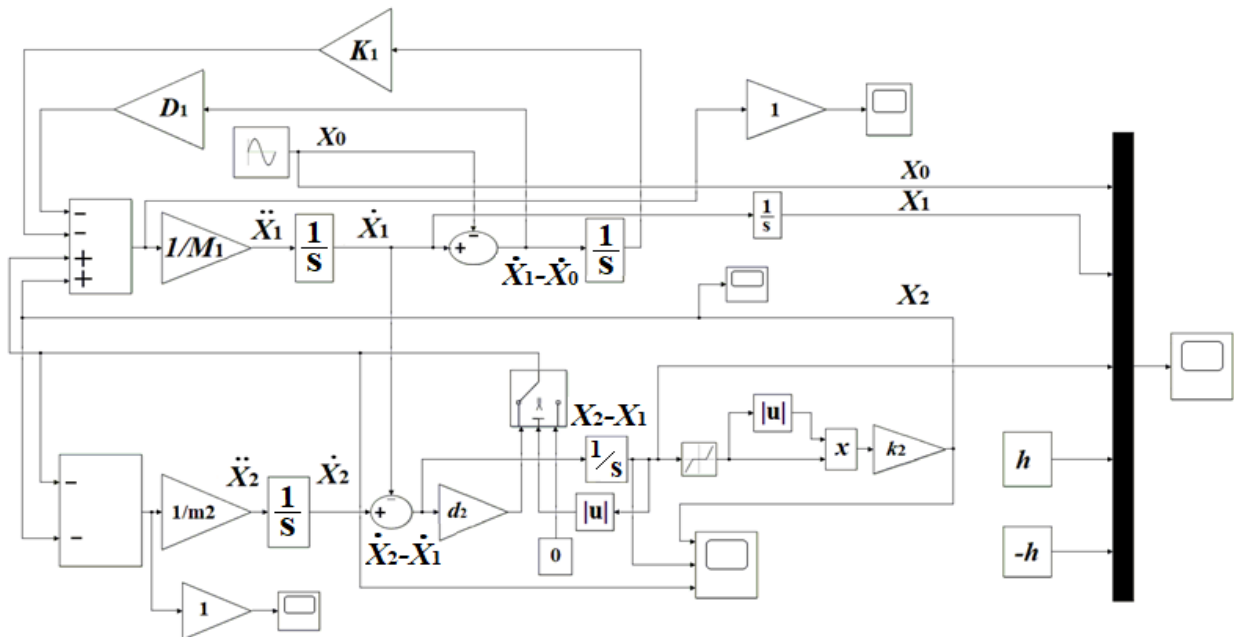 K₁
D₁
1
X₀
X₀
X₁
−
−
+
+
1/M₁
Ẍ₁
1/s
Ẋ₁
+
−
Ẋ₁-Ẋ₀
1/s
1/s
X₂
X₂-X₁
|u|
x
k₂
h
−
−
1/m2
Ẍ₂
1/s
Ẋ₂
+
−
Ẋ₂-Ẋ₁
d₂
1/s
|u|
0
-h
1